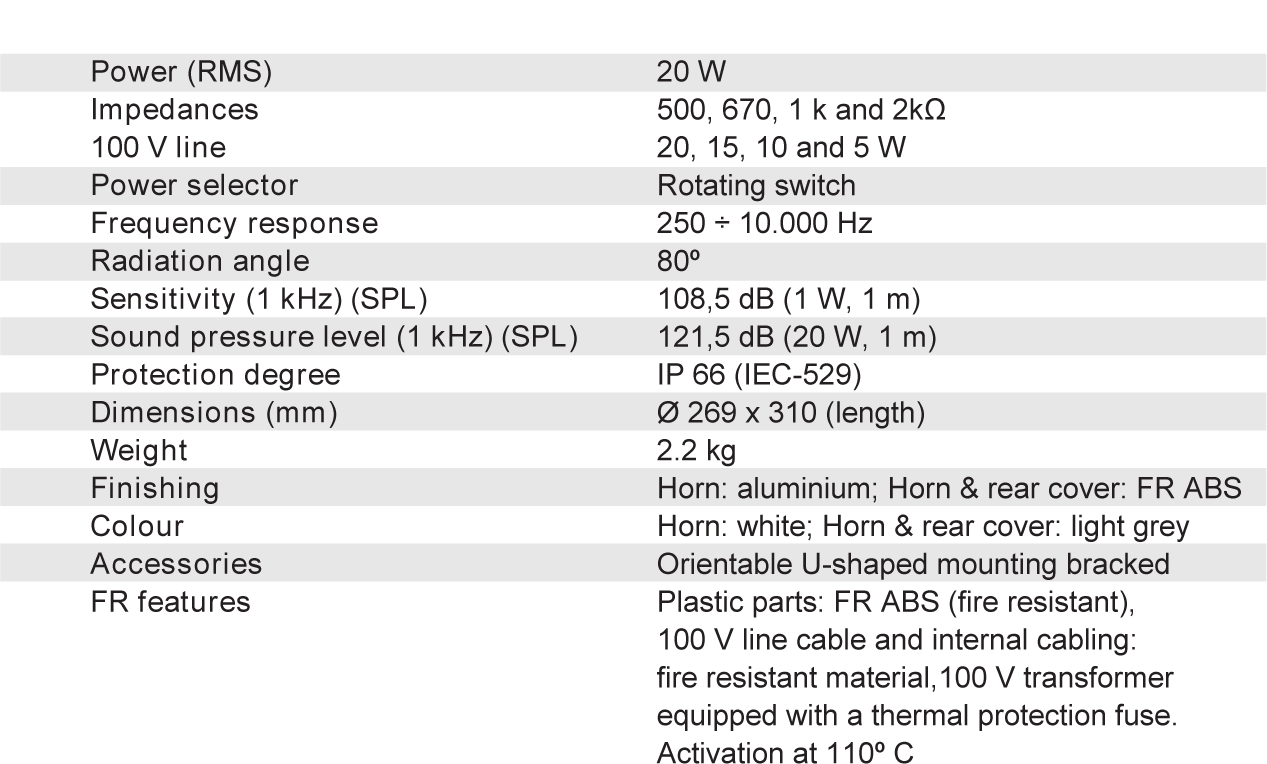 Power (RMS) 20 W
Impedances 500, 670, 1 k and 2kΩ
100 V line 20, 15, 10 and 5 W
Power selector Rotating switch
Frequency response 250 ÷ 10.000 Hz
Radiation angle 80º
Sensitivity (1 kHz) (SPL) 108,5 dB (1 W, 1 m)
Sound pressure level (1 kHz) (SPL) 121,5 dB (20 W, 1 m)
Protection degree IP 66 (IEC-529)
Dimensions (mm) Ø 269 x 310 (length)
Weight 2.2 kg
Finishing Horn: aluminium; Horn & rear cover: FR ABS
Colour Horn: white; Horn & rear cover: light grey
Accessories Orientable U-shaped mounting bracked
FR features Plastic parts: FR ABS (fire resistant),
100 V line cable and internal cabling:
fire resistant material,100 V transformer
equipped with a thermal protection fuse.
Activation at 110º C